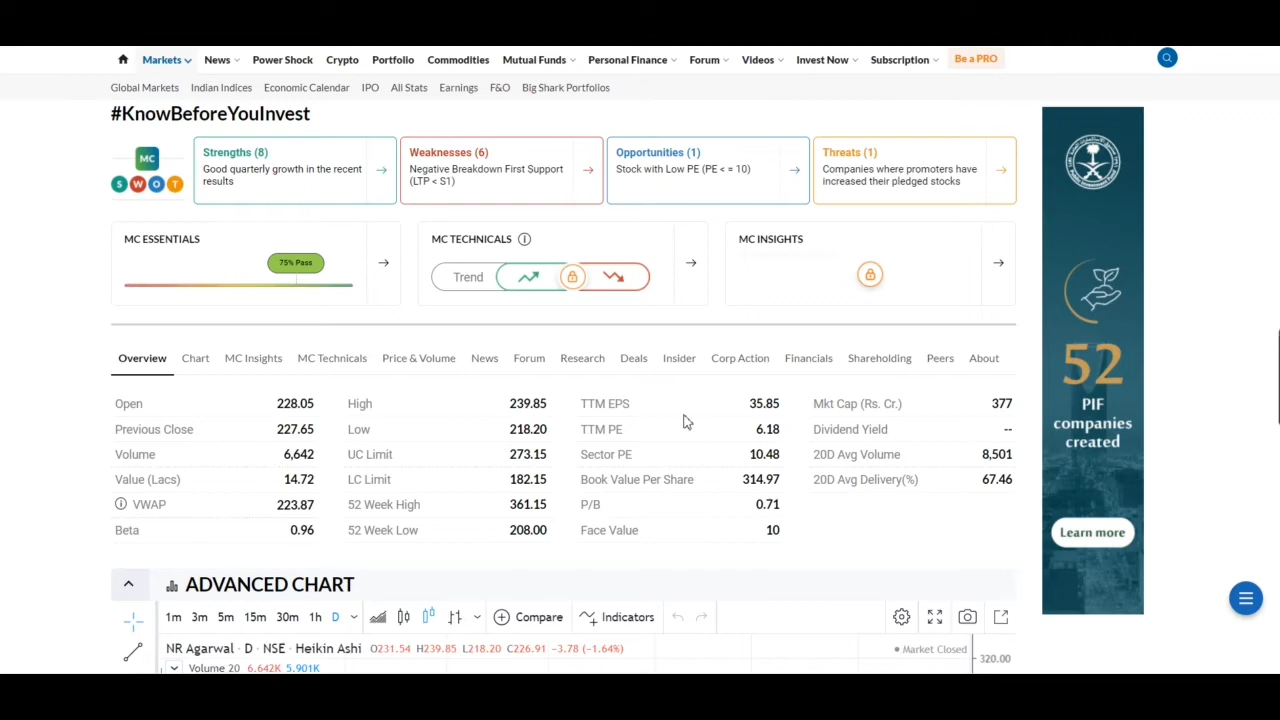 Markets News Power Shock Crypto Portfolio Commodities Mutual Funds Personal Finance Forum Videos Invest Now Subscription Be a PRO
Global Markets Indian Indices Economic Calendar IPO All Stats Earnings F&O Big Shark Portfolios
#KnowBeforeYouInvest
MC
S W O T
Strengths (8)
Good quarterly growth in the recent
results
Weaknesses (6)
Negative Breakdown First Support
(LTP < S1)
Opportunities (1)
Stock with Low PE (PE < = 10)
Threats (1)
Companies where promoters have
increased their pledged stocks
MC ESSENTIALS
75% Pass
MC TECHNICALS
Trend
MC INSIGHTS
Overview Chart MC Insights MC Technicals Price & Volume News Forum Research Deals Insider Corp Action Financials Shareholding Peers About
Open 228.05 High 239.85 TTM EPS 35.85 Mkt Cap (Rs. Cr.) 377
Previous Close 227.65 Low 218.20 TTM PE 6.18 Dividend Yield --
Volume 6,642 UC Limit 273.15 Sector PE 10.48 20D Avg Volume 8,501
Value (Lacs) 14.72 LC Limit 182.15 Book Value Per Share 314.97 20D Avg Delivery(%) 67.46
VWAP 223.87 52 Week High 361.15 P/B 0.71
Beta 0.96 52 Week Low 208.00 Face Value 10
ADVANCED CHART
1m 3m 5m 15m 30m 1h D Compare Indicators
NR Agarwal · D · NSE · Heikin Ashi O231.54 H239.85 L218.20 C226.91 −3.78 (−1.64%)
Market Closed
320.00
Volume 20 6.642K 5.901K
52
PIF
companies
created
Learn more